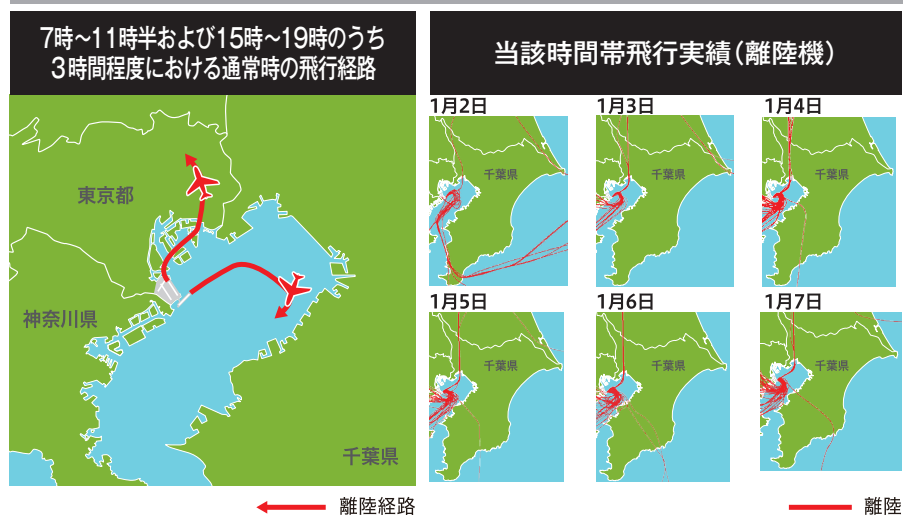 7時～11時半および15時～19時のうち
3時間程度における通常時の飛行経路
東京都
神奈川県
千葉県
離陸経路
当該時間帯飛行実績（離陸機）
1月2日
千葉県
1月3日
千葉県
1月4日
千葉県
1月5日
千葉県
1月6日
千葉県
1月7日
千葉県
離陸